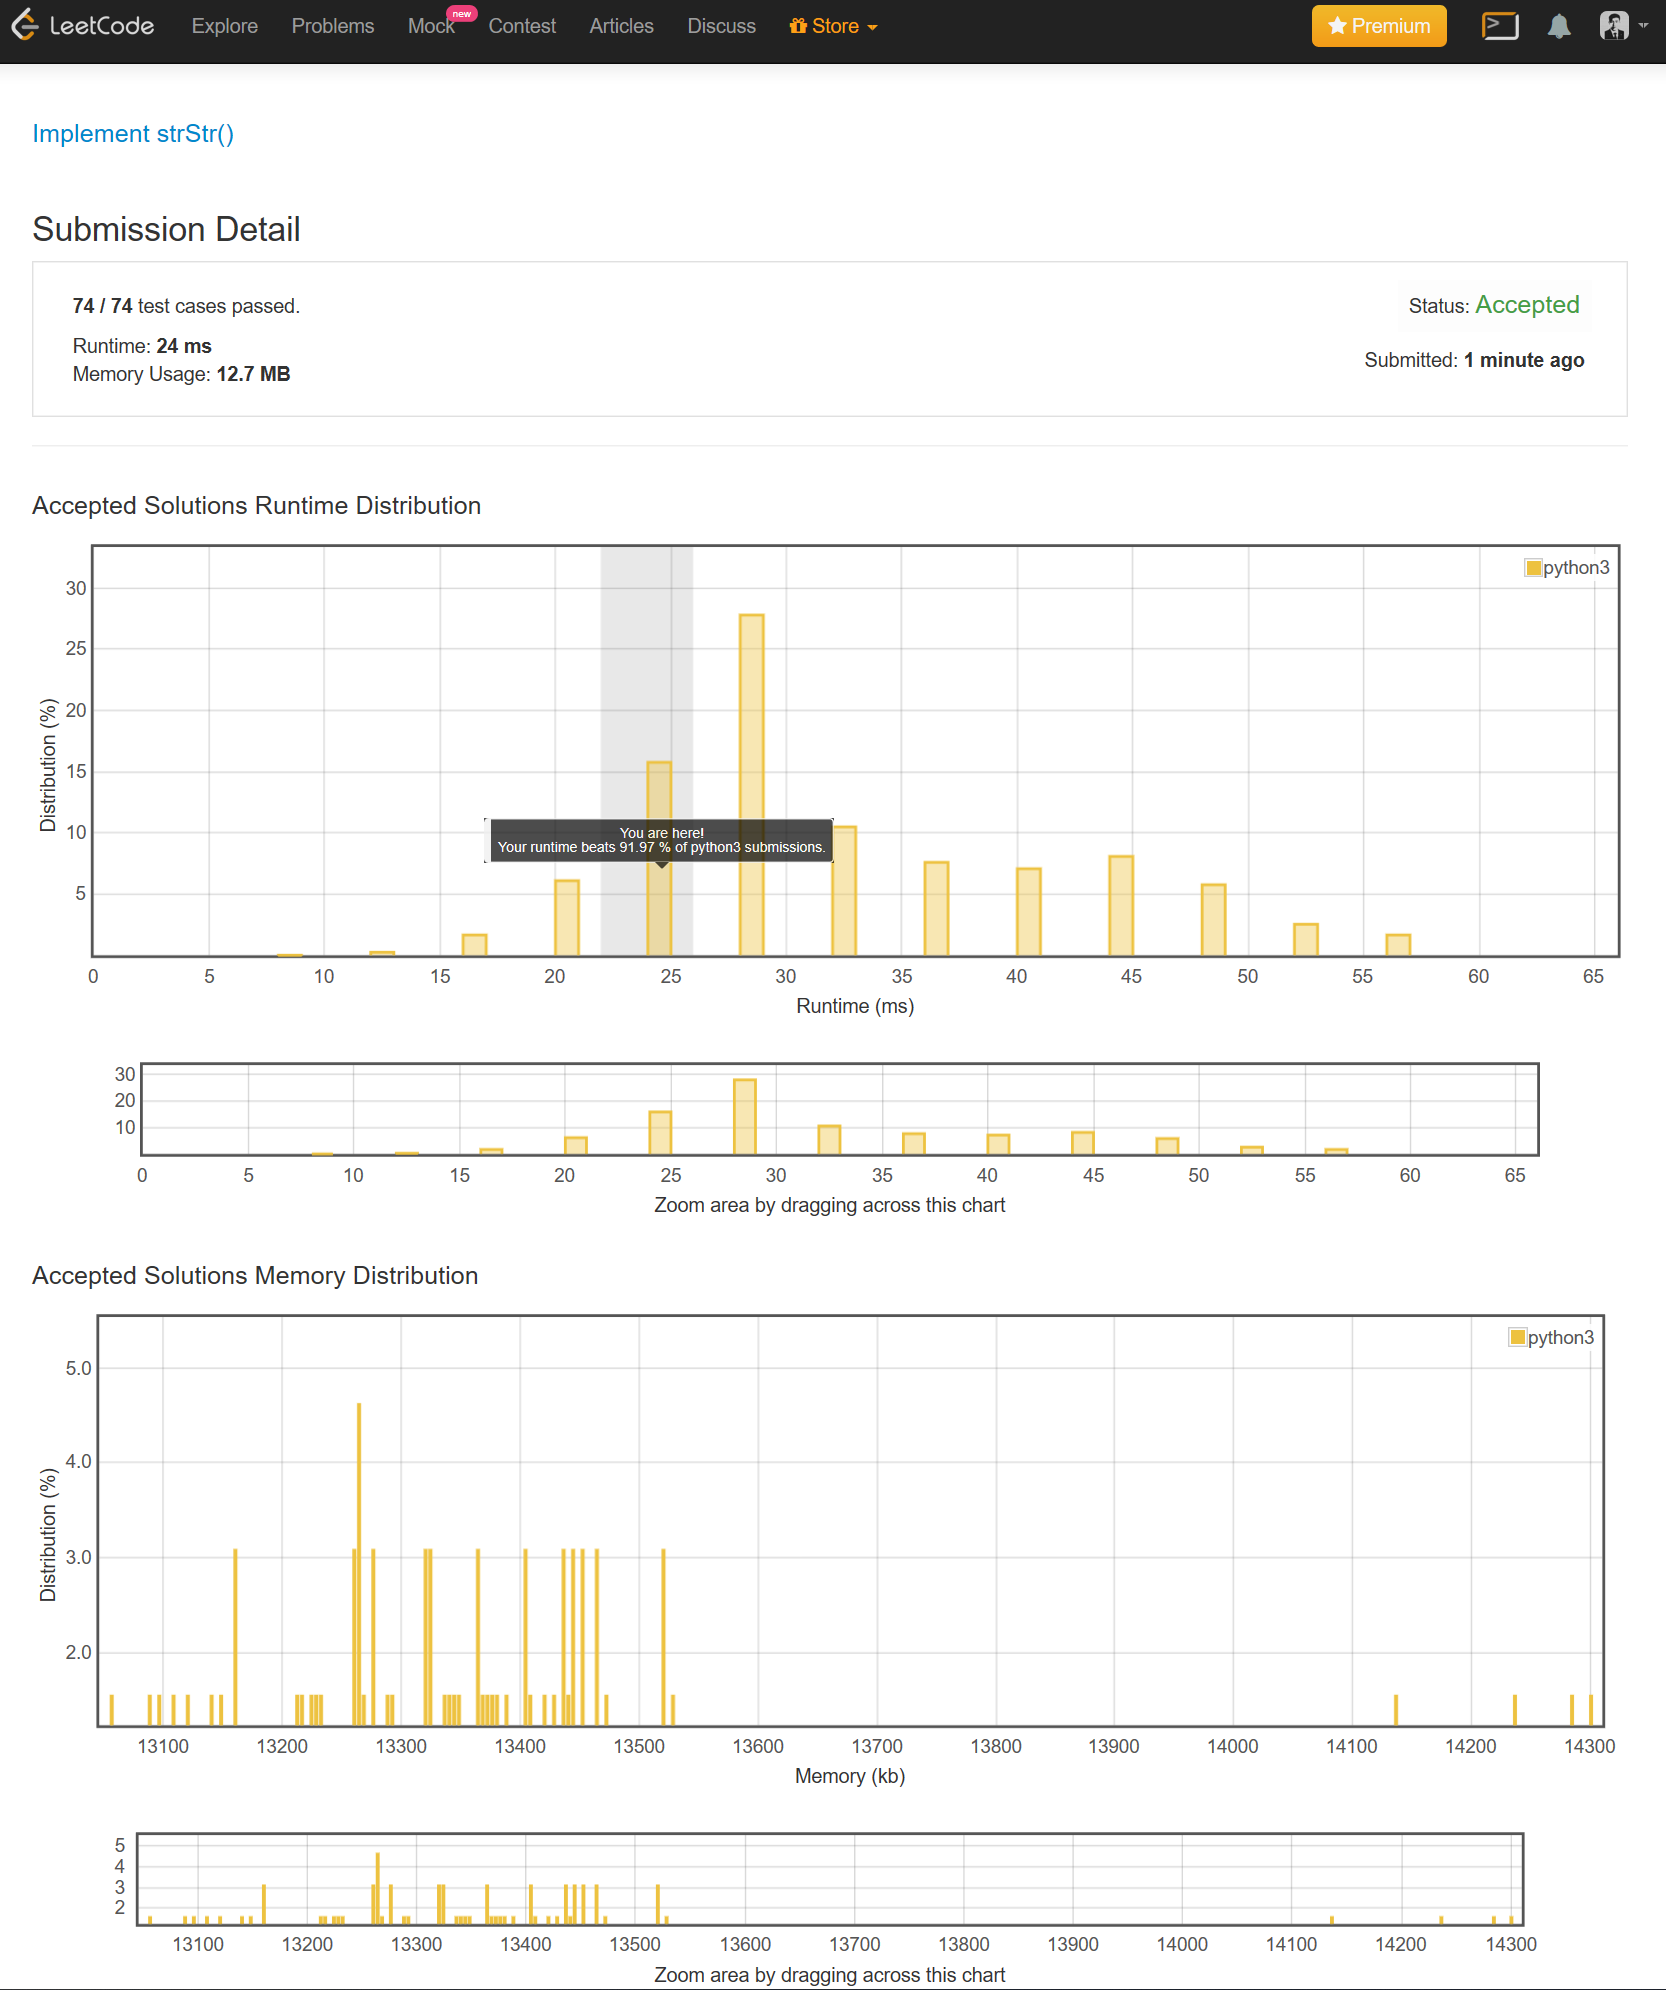 LeetCode Explore Problems Mock new Contest Articles Discuss Store Premium
Implement strStr()
Submission Detail
74 / 74 test cases passed.
Status: Accepted
Runtime: 24 ms
Memory Usage: 12.7 MB
Submitted: 1 minute ago
Accepted Solutions Runtime Distribution
python3
30
25
20
15
10
5
Distribution (%)
You are here!
Your runtime beats 91.97 % of python3 submissions.
0 5 10 15 20 25 30 35 40 45 50 55 60 65
Runtime (ms)
30
20
10
0 5 10 15 20 25 30 35 40 45 50 55 60 65
Zoom area by dragging across this chart
Accepted Solutions Memory Distribution
python3
5.0
4.0
3.0
2.0
Distribution (%)
13100 13200 13300 13400 13500 13600 13700 13800 13900 14000 14100 14200 14300
Memory (kb)
5
4
3
2
13100 13200 13300 13400 13500 13600 13700 13800 13900 14000 14100 14200 14300
Zoom area by dragging across this chart